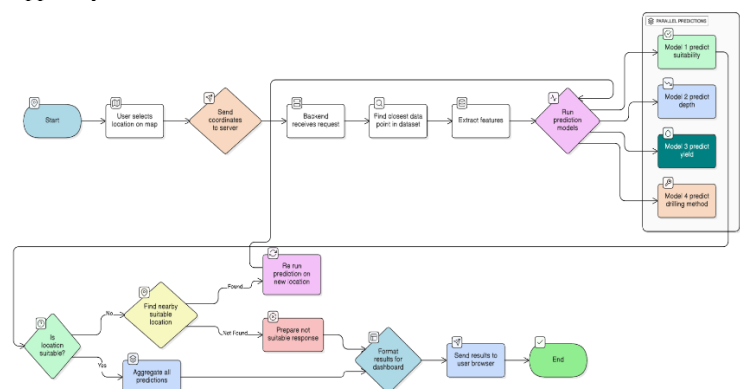 PARALLEL PREDICTIONS
Start
User selects
location on map
Send
coordinates
to server
Backend
receives request
Find closest data
point in dataset
Extract features
Run
prediction
models
Model 1 predict
suitability
Model 2 predict
depth
Model 3 predict
yield
Model 4 predict
drilling method
Is
location
suitable?
No
Yes
Find nearby
suitable
location
Found
Not Found
Re run
prediction on
new location
Prepare not
suitable response
Aggregate all
predictions
Format
results for
dashboard
Send results to
user browser
End